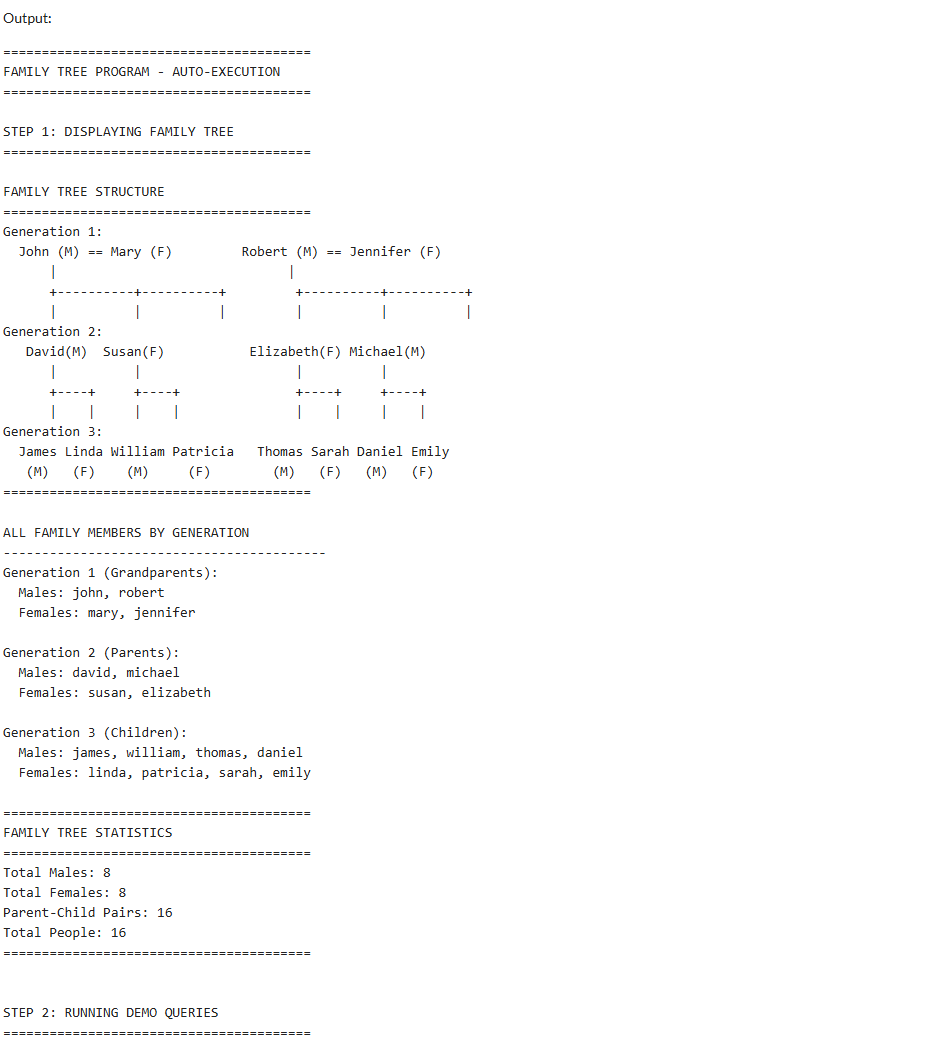 Output:
========================================
FAMILY TREE PROGRAM - AUTO-EXECUTION
========================================
STEP 1: DISPLAYING FAMILY TREE
========================================
FAMILY TREE STRUCTURE
========================================
Generation 1:
  John (M) == Mary (F)         Robert (M) == Jennifer (F)
      |                              |
      +----------+----------+         +----------+----------+
      |          |          |         |          |          |
Generation 2:
   David(M)  Susan(F)           Elizabeth(F) Michael(M)
      |          |                    |          |
      +----+     +----+               +----+     +----+
      |    |     |    |               |    |     |    |
Generation 3:
  James Linda William Patricia   Thomas Sarah Daniel Emily
   (M)   (F)    (M)     (F)        (M)   (F)   (M)   (F)
========================================
ALL FAMILY MEMBERS BY GENERATION
------------------------------------------
Generation 1 (Grandparents):
  Males: john, robert
  Females: mary, jennifer
Generation 2 (Parents):
  Males: david, michael
  Females: susan, elizabeth
Generation 3 (Children):
  Males: james, william, thomas, daniel
  Females: linda, patricia, sarah, emily
========================================
FAMILY TREE STATISTICS
========================================
Total Males: 8
Total Females: 8
Parent-Child Pairs: 16
Total People: 16
========================================
STEP 2: RUNNING DEMO QUERIES
========================================